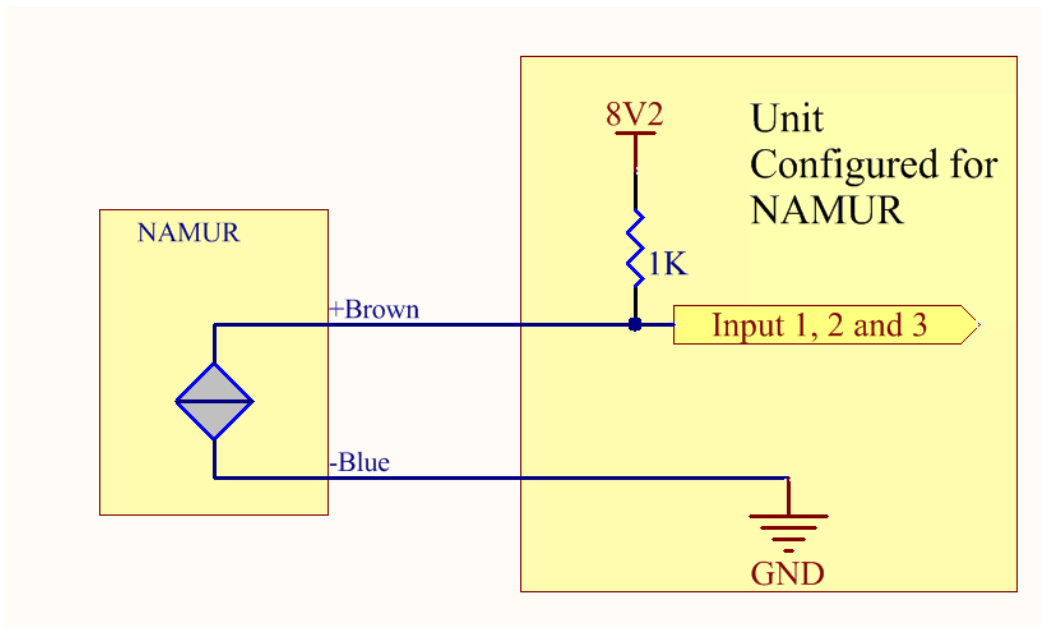 8V2
Unit
Configured for
NAMUR
NAMUR
1K
+Brown
Input 1, 2 and 3
-Blue
GND